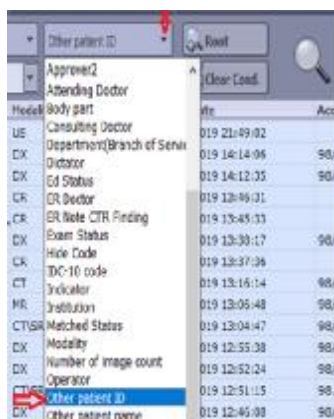 Other patient ID
Root
Approver2
Attending Doctor
Clear Cond.
Body part
Consulting Doctor
Department(Branch of Servi
Dictator
Ed Status
ER Doctor
ER Note CTR Finding
Exam Status
Hide Code
IDC-10 code
Indicator
Institution
Matched Status
Modality
Number of image count
Operator
Other patient ID
Other patient name
Modali
US
DX
DX
CR
CR
DX
CR
CT
MR
CT\SR
DX
DX
DX
ate
019 21:49:02
019 14:14:06
019 14:12:35
019 13:46:31
019 13:45:33
019 13:38:17
019 13:37:36
019 13:16:14
019 13:06:48
019 13:04:47
019 12:55:38
019 12:52:24
019 12:51:15
019 12:46:08
Acc
98/
98/
98/
98/
98/
98/
98/
98/
98/
98/